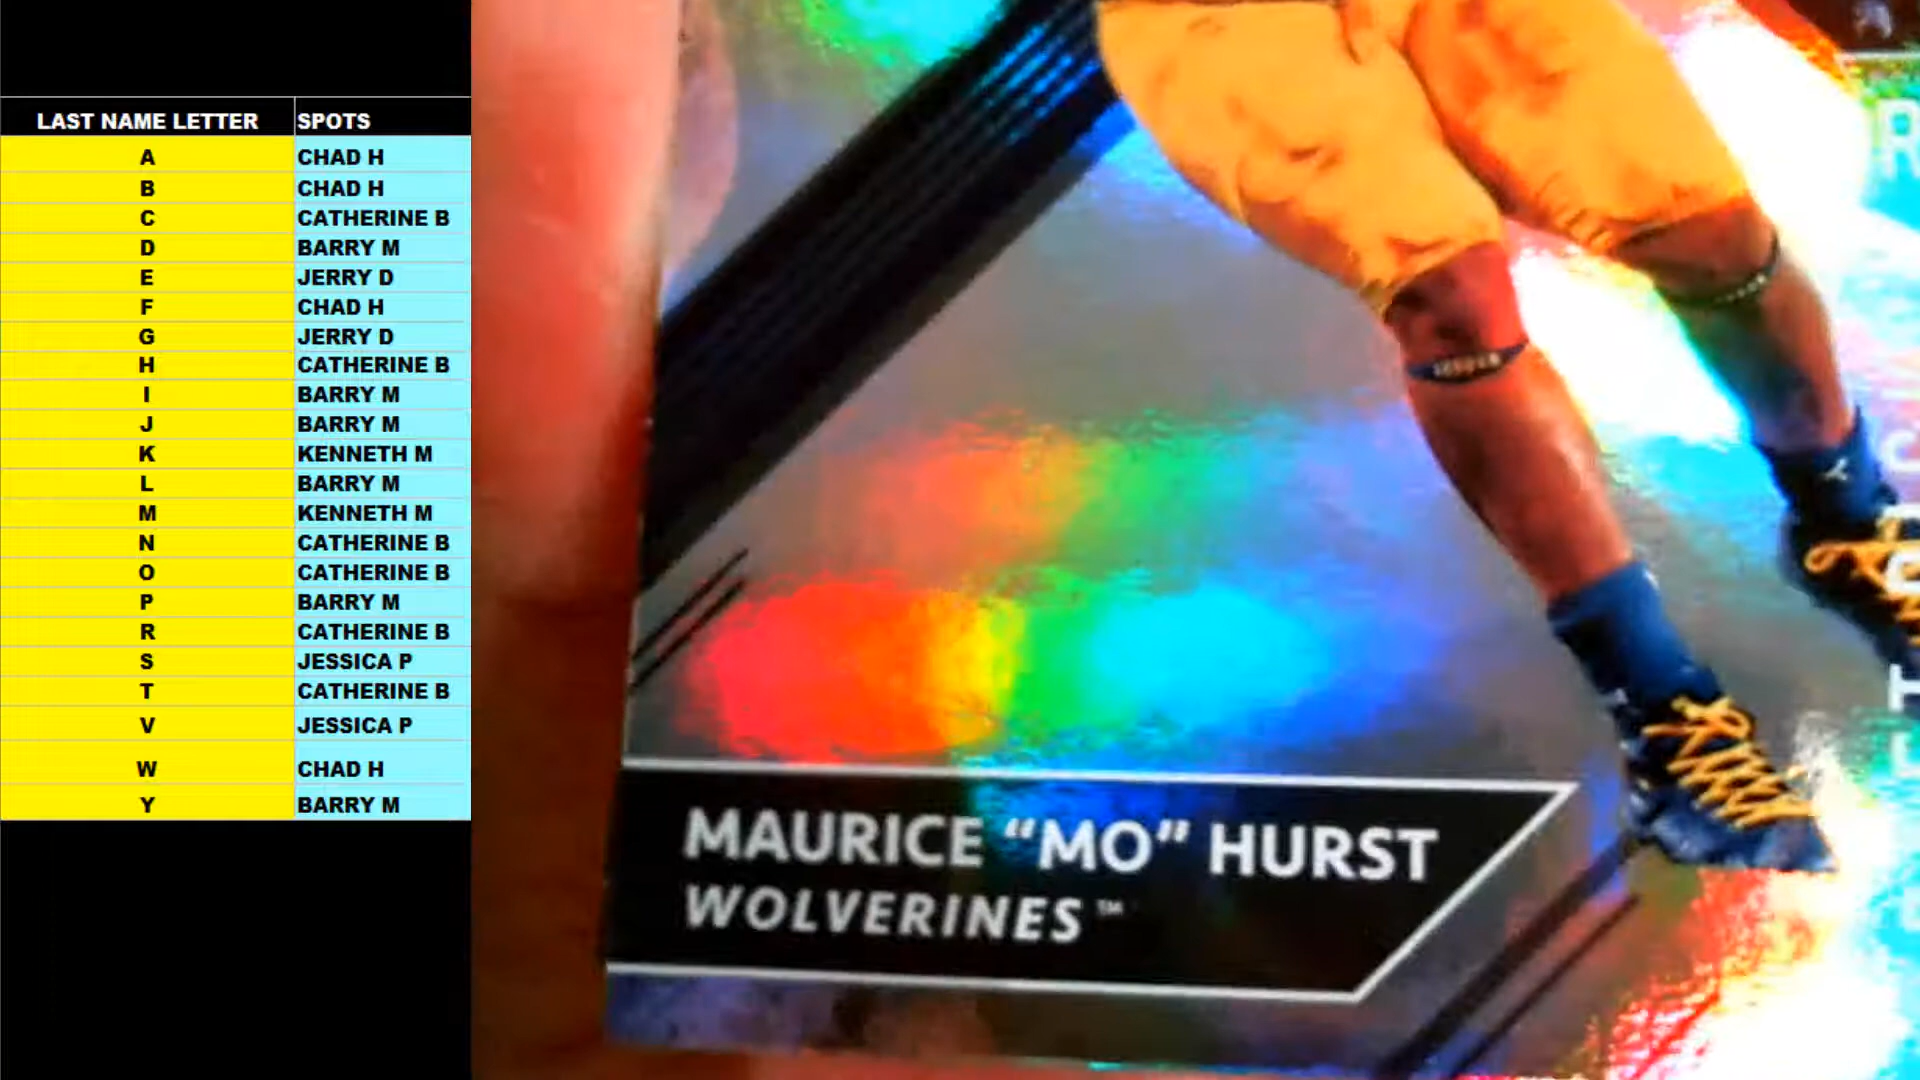 LAST NAME LETTER SPOTS
A CHAD H
B CHAD H
C CATHERINE B
D BARRY M
E JERRY D
F CHAD H
G JERRY D
H CATHERINE B
I BARRY M
J BARRY M
K KENNETH M
L BARRY M
M KENNETH M
N CATHERINE B
O CATHERINE B
P BARRY M
R CATHERINE B
S JESSICA P
T CATHERINE B
V JESSICA P
W CHAD H
Y BARRY M
MAURICE “MO” HURST
WOLVERINES™